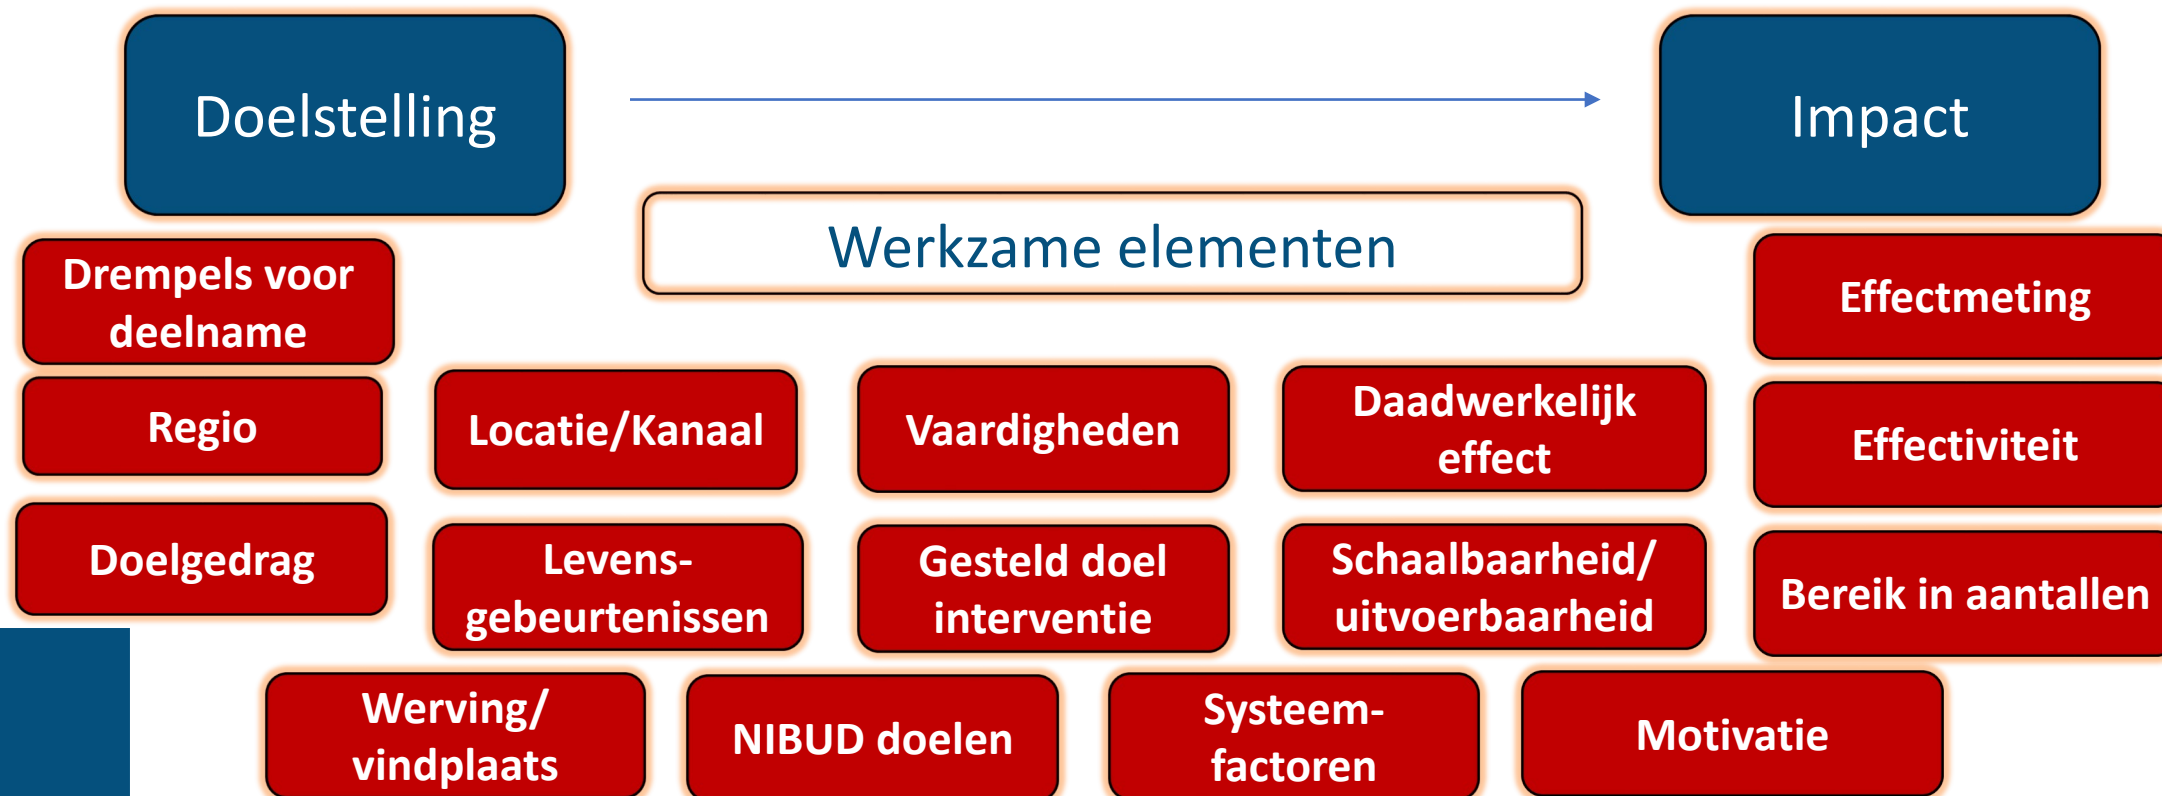 Doelstelling
Impact
Werkzame elementen
Drempels voor
deelname
Effectmeting
Regio
Locatie/Kanaal
Vaardigheden
Daadwerkelijk
effect
Effectiviteit
Doelgedrag
Levens-
gebeurtenissen
Gesteld doel
interventie
Schaalbaarheid/
uitvoerbaarheid
Bereik in aantallen
Werving/
vindplaats
NIBUD doelen
Systeem-
factoren
Motivatie